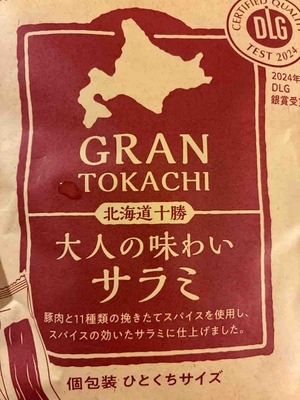 CERTIFIED QUALITY
DLG
TEST 2024
2024年
DLG
銀賞受
GRAN
TOKACHI
北海道十勝
大人の味わい
サラミ
豚肉と11種類の挽きたてスパイスを使用し、
スパイスの効いたサラミに仕上げました。
個包装 ひとくちサイズ